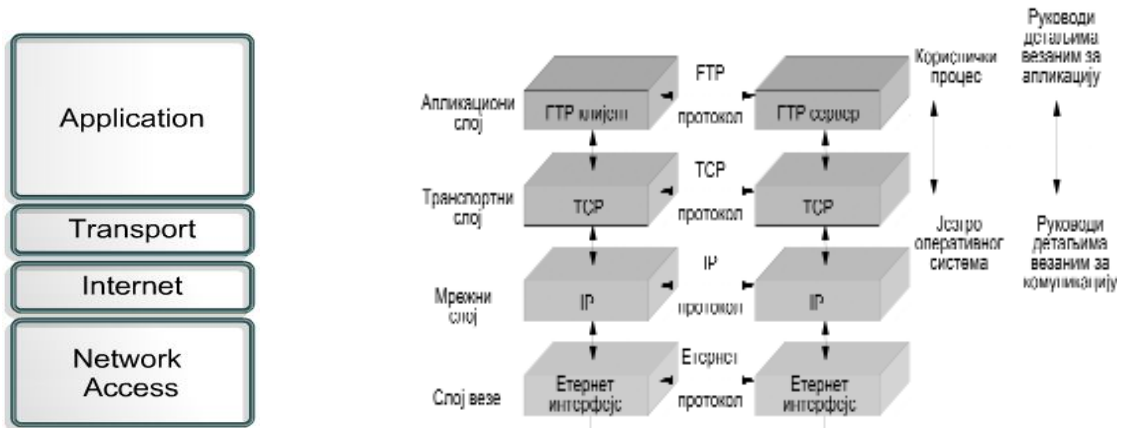 Application
Transport
Internet
Network
Access
Апликациони
слој
ФТР клијент
FTP
протокол
ФТР сервер
Кориснички
процес
Руководи
детаљима
везаним за
апликацију
Транспортни
слој
TCP
TCP
протокол
TCP
Језгро
оперативног
система
Руководи
детаљима
везаним за
комуникацију
Мрежни
слој
IP
IP
протокол
IP
Слој везе
Етернет
интерфејс
Етернет
протокол
Етернет
интерфејс